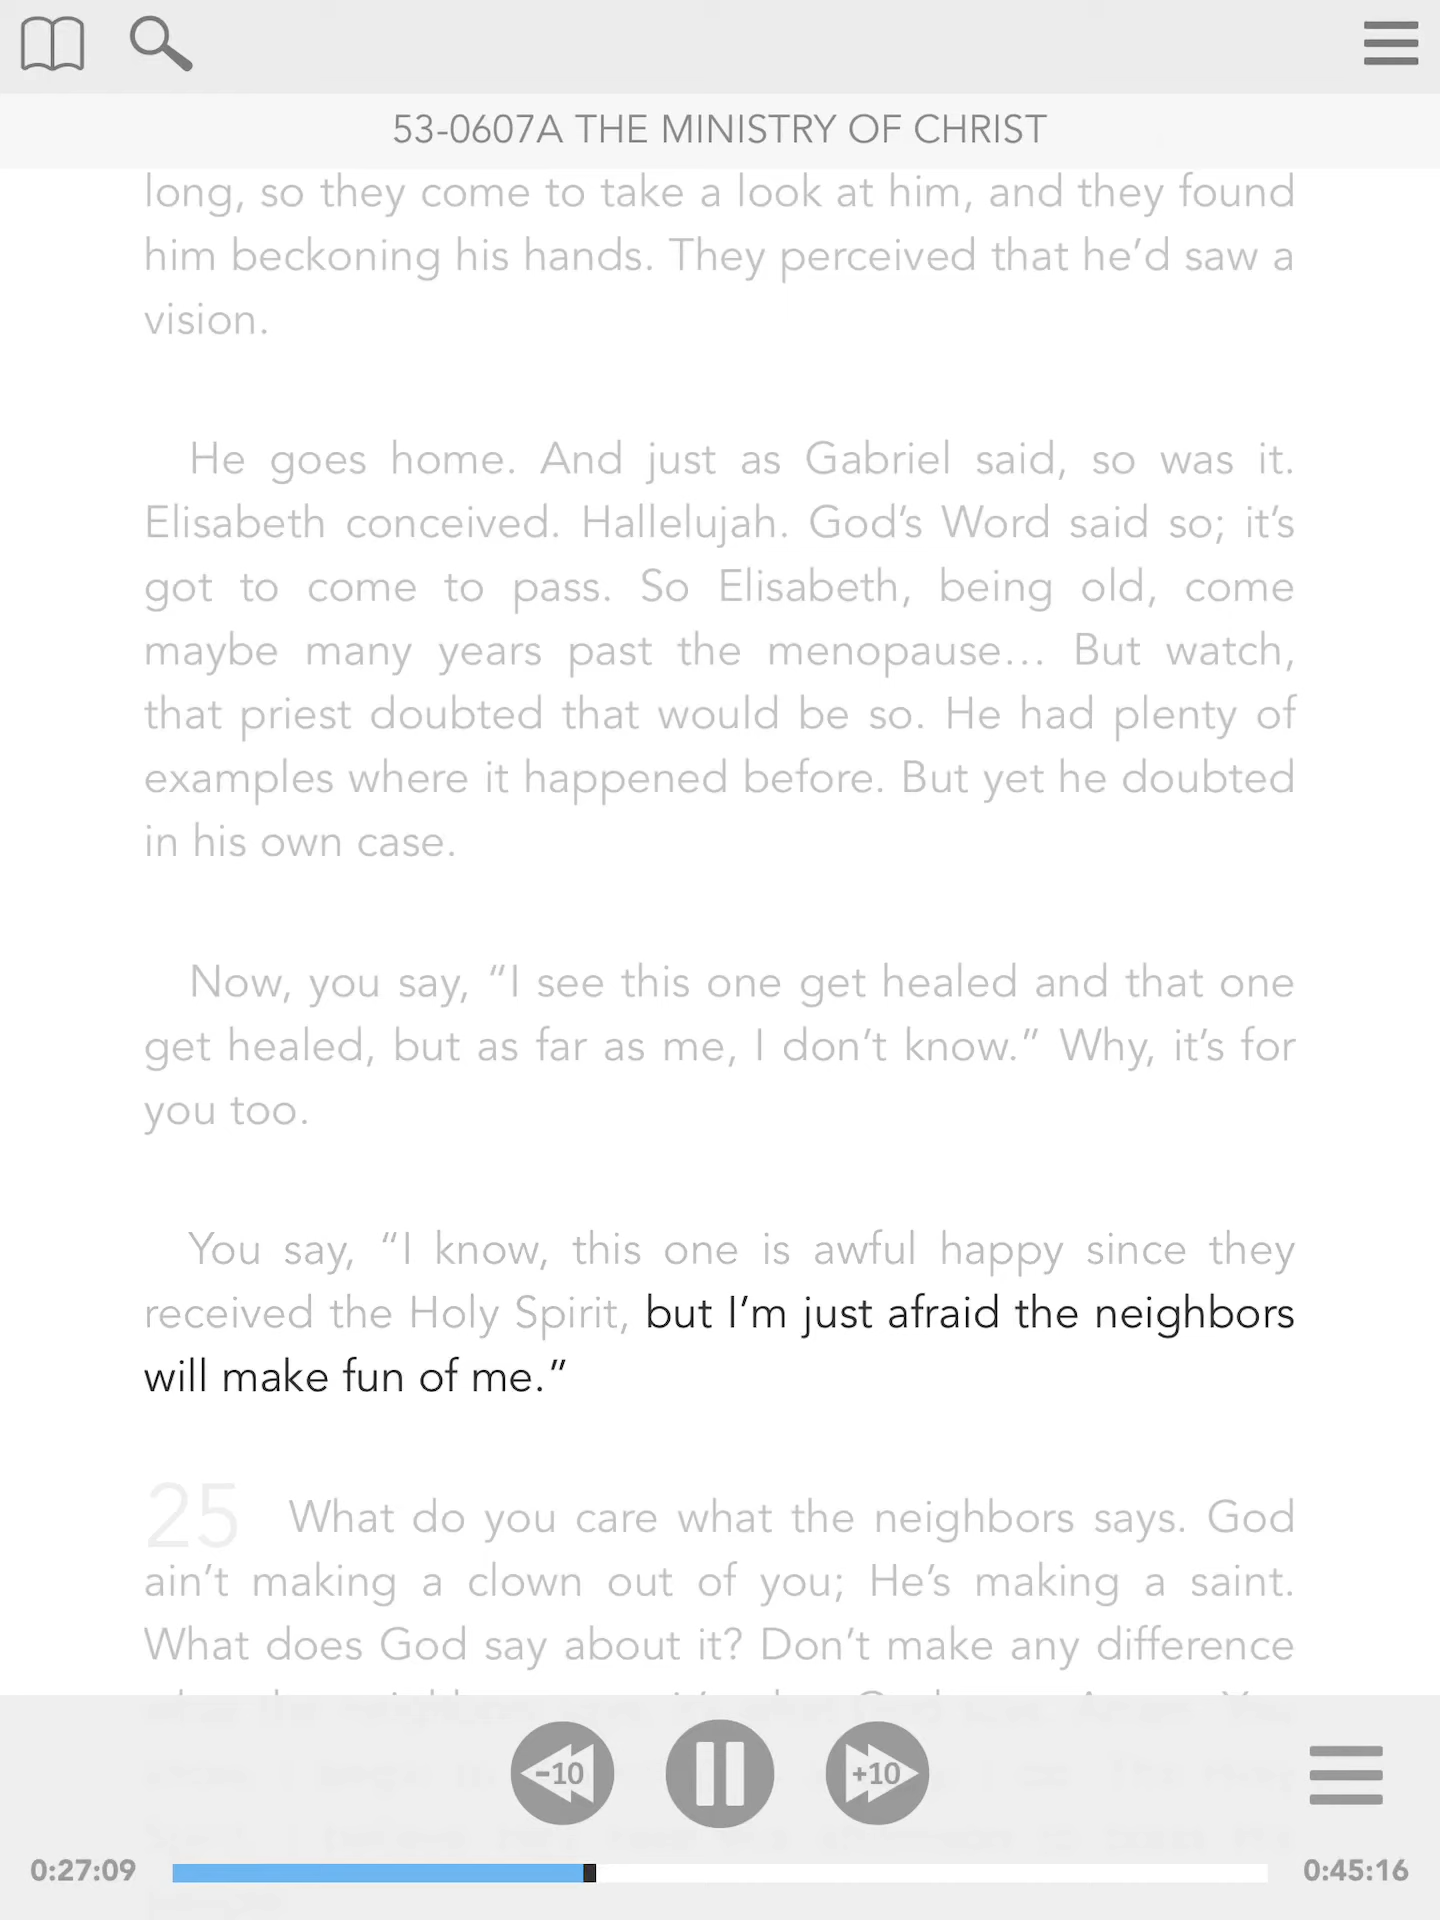 53-0607A THE MINISTRY OF CHRIST
long, so they come to take a look at him, and they found
him beckoning his hands. They perceived that he’d saw a
vision.
He goes home. And just as Gabriel said, so was it.
Elisabeth conceived. Hallelujah. God’s Word said so; it’s
got to come to pass. So Elisabeth, being old, come
maybe many years past the menopause… But watch,
that priest doubted that would be so. He had plenty of
examples where it happened before. But yet he doubted
in his own case.
Now, you say, “I see this one get healed and that one
get healed, but as far as me, I don’t know.” Why, it’s for
you too.
You say, “I know, this one is awful happy since they
received the Holy Spirit, but I’m just afraid the neighbors
will make fun of me.”
25 What do you care what the neighbors says. God
ain’t making a clown out of you; He’s making a saint.
What does God say about it? Don’t make any difference
-10 +10
0:27:09 0:45:16